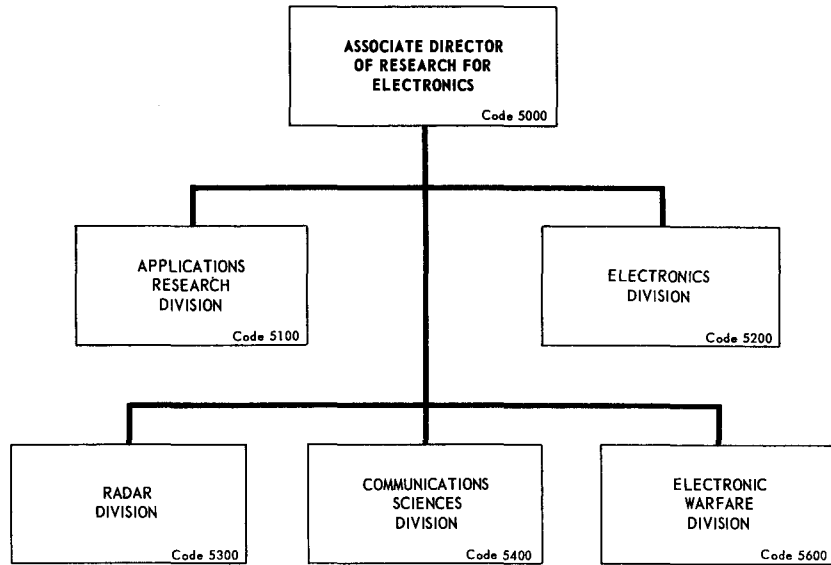 ASSOCIATE DIRECTOR
OF RESEARCH FOR
ELECTRONICS
Code 5000
APPLICATIONS
RESEARCH
DIVISION
Code 5100
ELECTRONICS
DIVISION
Code 5200
RADAR
DIVISION
Code 5300
COMMUNICATIONS
SCIENCES
DIVISION
Code 5400
ELECTRONIC
WARFARE
DIVISION
Code 5600